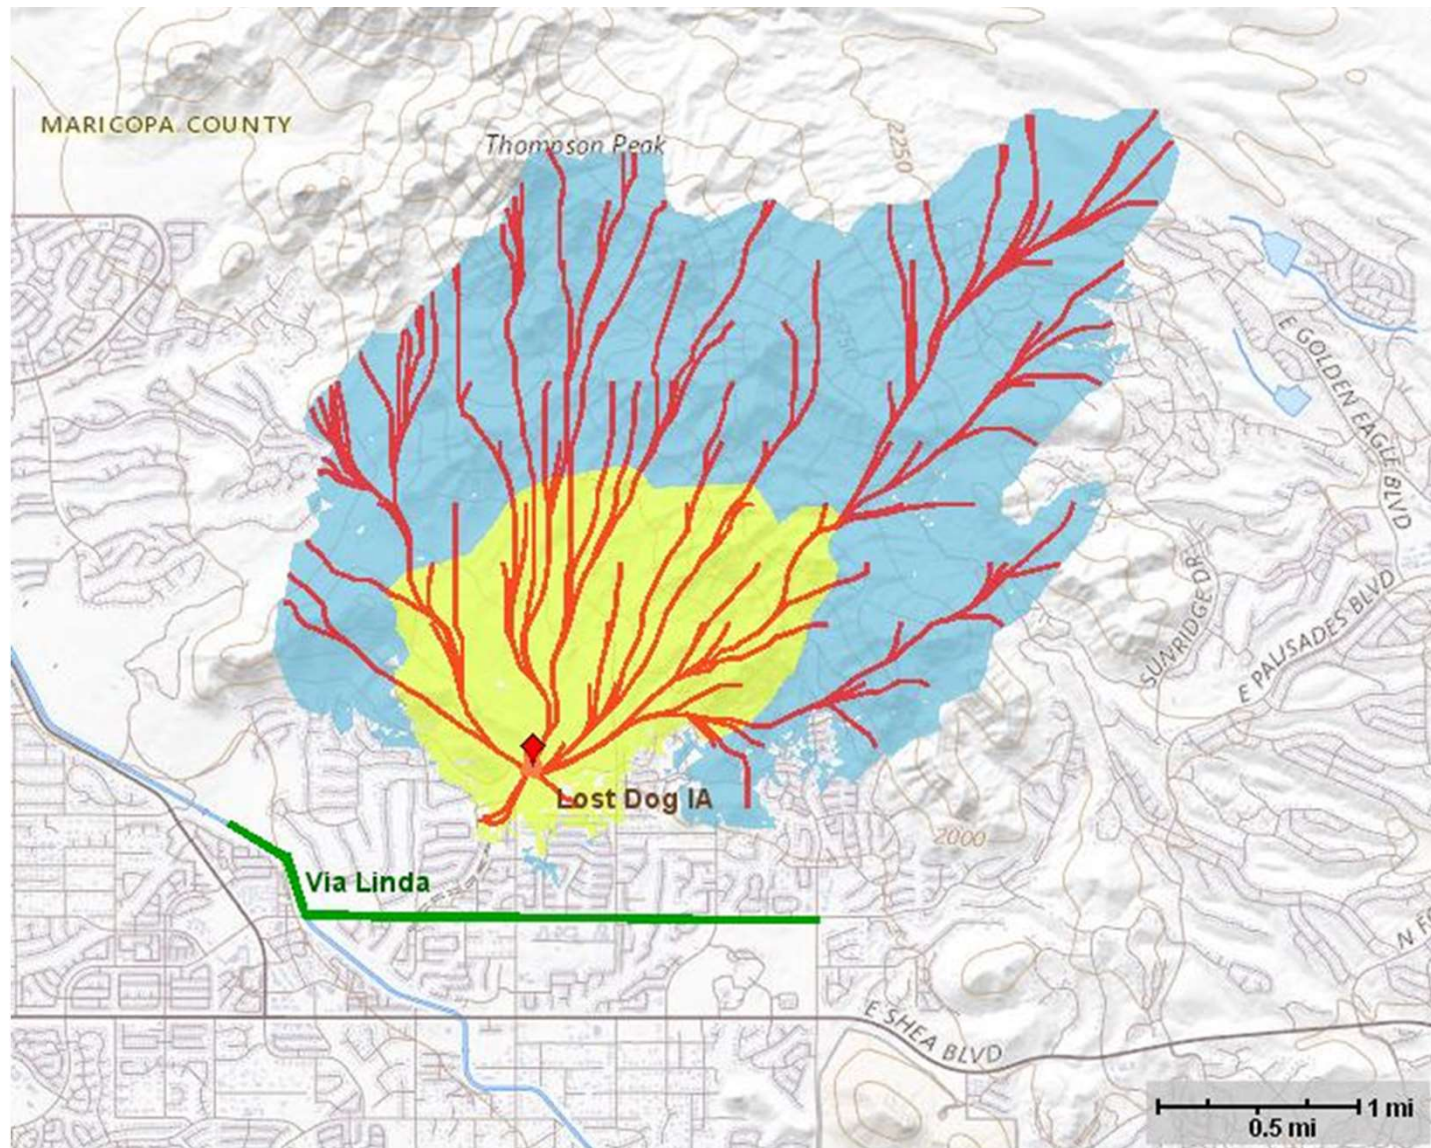 MARICOPA COUNTY
Thompson Peak
2250
2750
E GOLDEN EAGLE BLVD
SUNRIDGE DR
E PALISADES BLVD
Lost Dog IA
2000
Via Linda
E SHEA BLVD
1 mi
0.5 mi